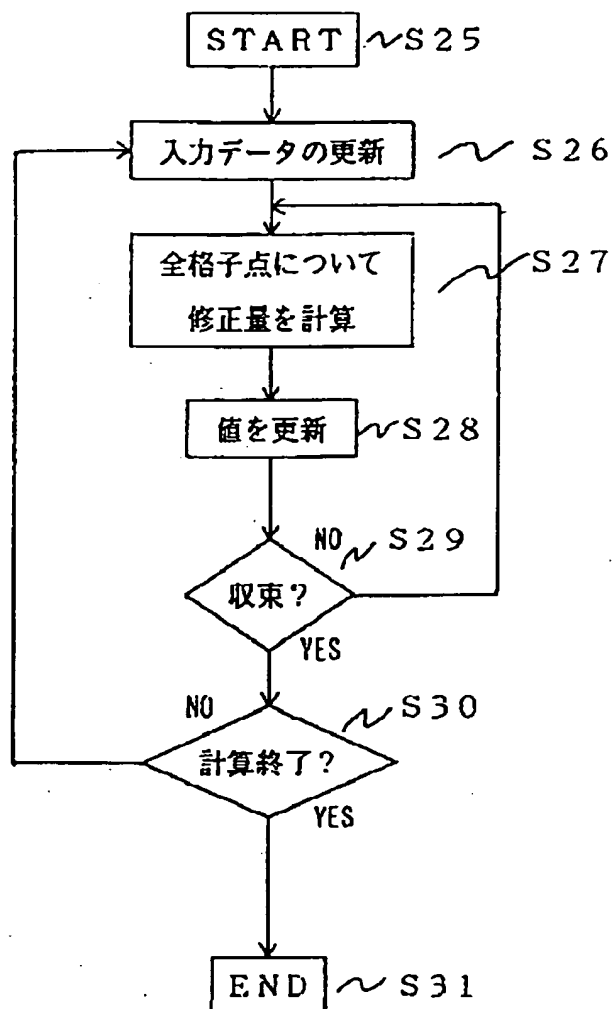 START S25
入力データの更新 S26
全格子点について
修正量を計算
S27
値を更新 S28
NO S29
収束?
YES
NO S30
計算終了?
YES
END S31